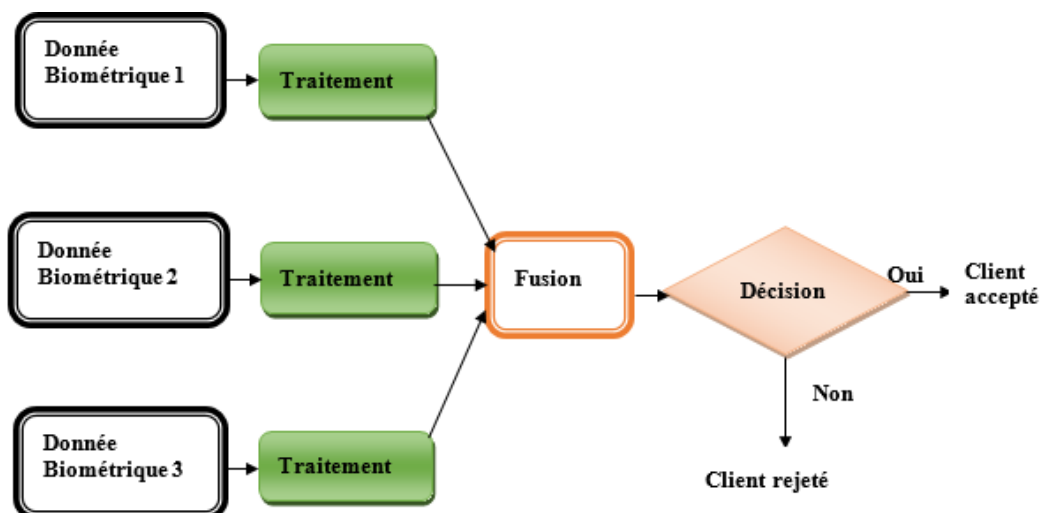 Donnée
Biométrique 1
Traitement
Donnée
Biométrique 2
Traitement
Fusion
Décision
Oui
Client
accepté
Non
Donnée
Biométrique 3
Traitement
Client rejeté